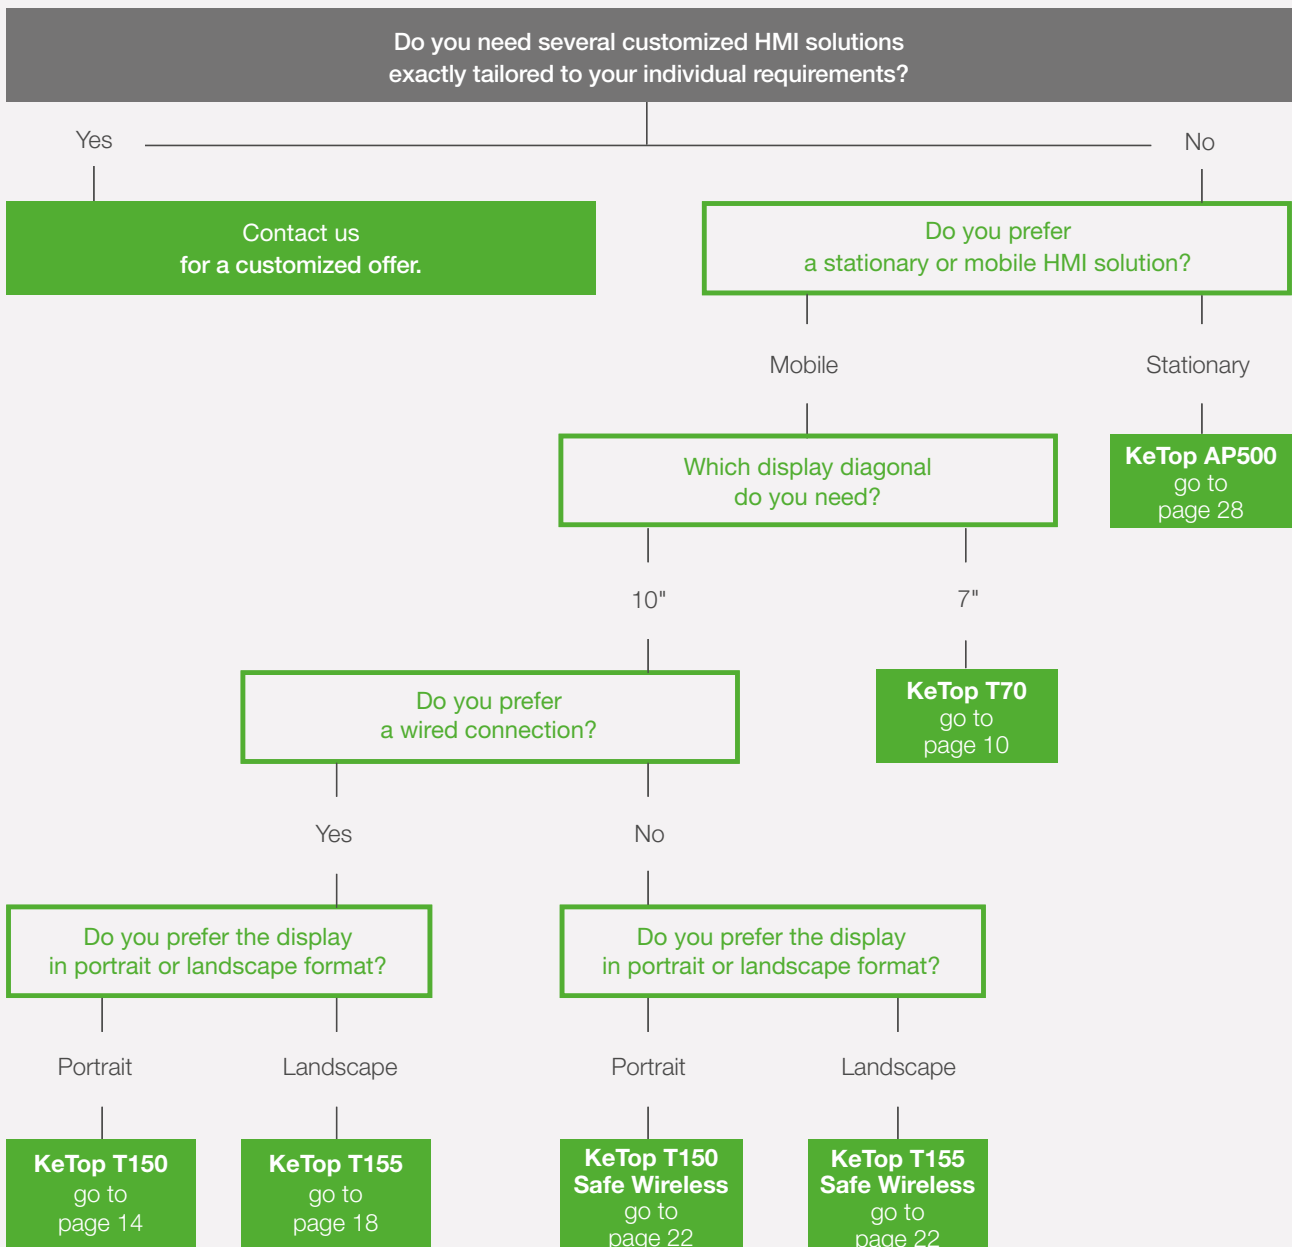 Do you need several customized HMI solutions
exactly tailored to your individual requirements?
Yes
No
Contact us
for a customized offer.
Do you prefer
a stationary or mobile HMI solution?
Mobile
Stationary
Which display diagonal
do you need?
KeTop AP500
go to
page 28
10"
7"
Do you prefer
a wired connection?
KeTop T70
go to
page 10
Yes
No
Do you prefer the display
in portrait or landscape format?
Do you prefer the display
in portrait or landscape format?
Portrait
Landscape
Portrait
Landscape
KeTop T150
go to
page 14
KeTop T155
go to
page 18
KeTop T150
Safe Wireless
go to
page 22
KeTop T155
Safe Wireless
go to
page 22